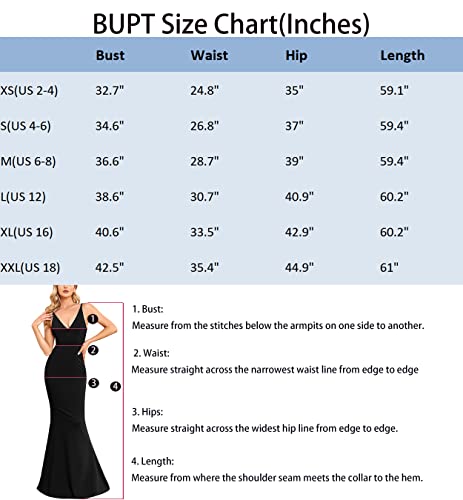 BUPT Size Chart(Inches)
Bust Waist Hip Length
XS(US 2-4) 32.7" 24.8" 35" 59.1"
S(US 4-6) 34.6" 26.8" 37" 59.4"
M(US 6-8) 36.6" 28.7" 39" 59.4"
L(US 12) 38.6" 30.7" 40.9" 60.2"
XL(US 16) 40.6" 33.5" 42.9" 60.2"
XXL(US 18) 42.5" 35.4" 44.9" 61"
1. Bust:
1
Measure from the stitches below the armpits on one side to another.
2
2. Waist:
Measure straight across the narrowest waist line from edge to edge
3 4
3. Hips:
Measure straight across the widest hip line from edge to edge.
4. Length:
Measure from where the shoulder seam meets the collar to the hem.